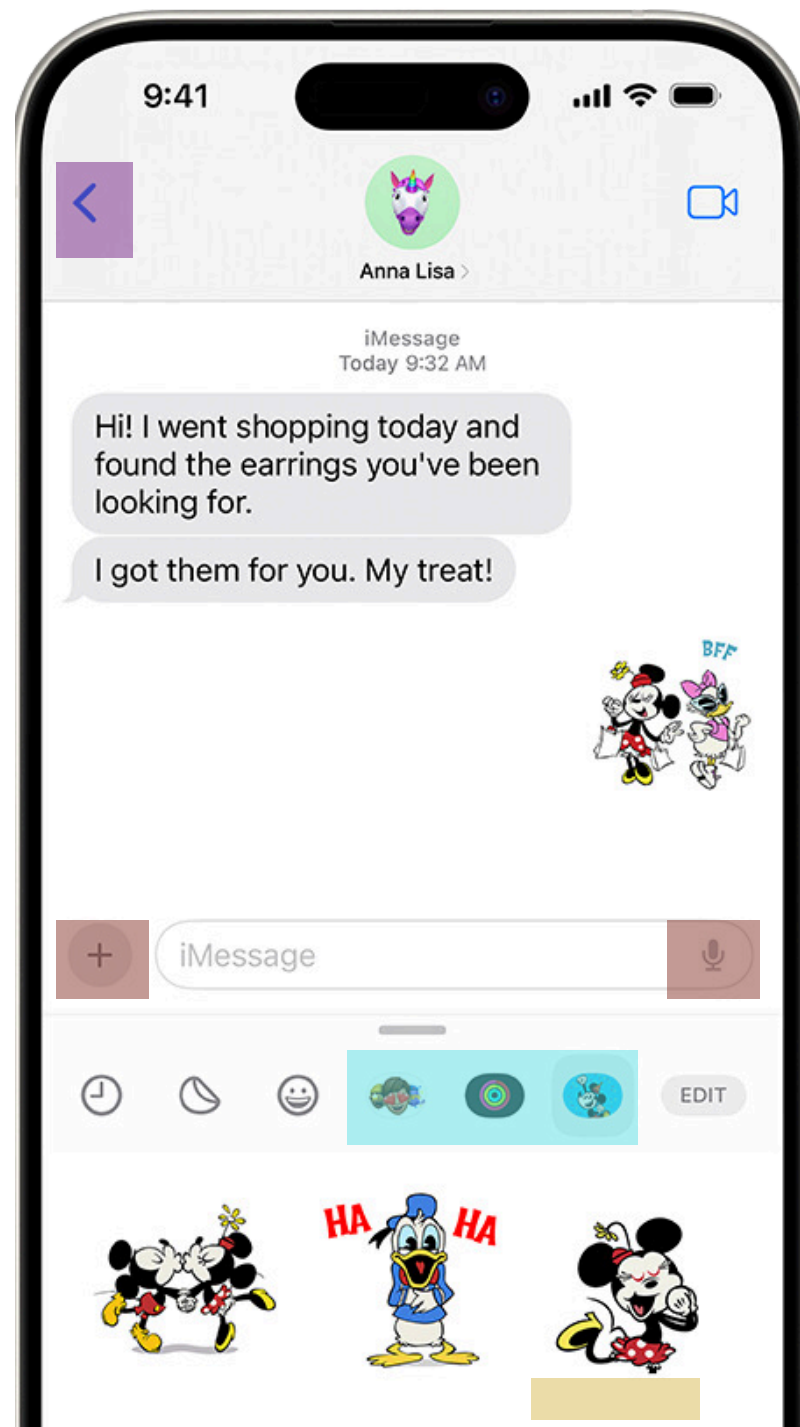 9:41
Anna Lisa
iMessage
Today 9:32 AM
Hi! I went shopping today and
found the earrings you've been
looking for.
I got them for you. My treat!
BFF
iMessage
EDIT
HA HA